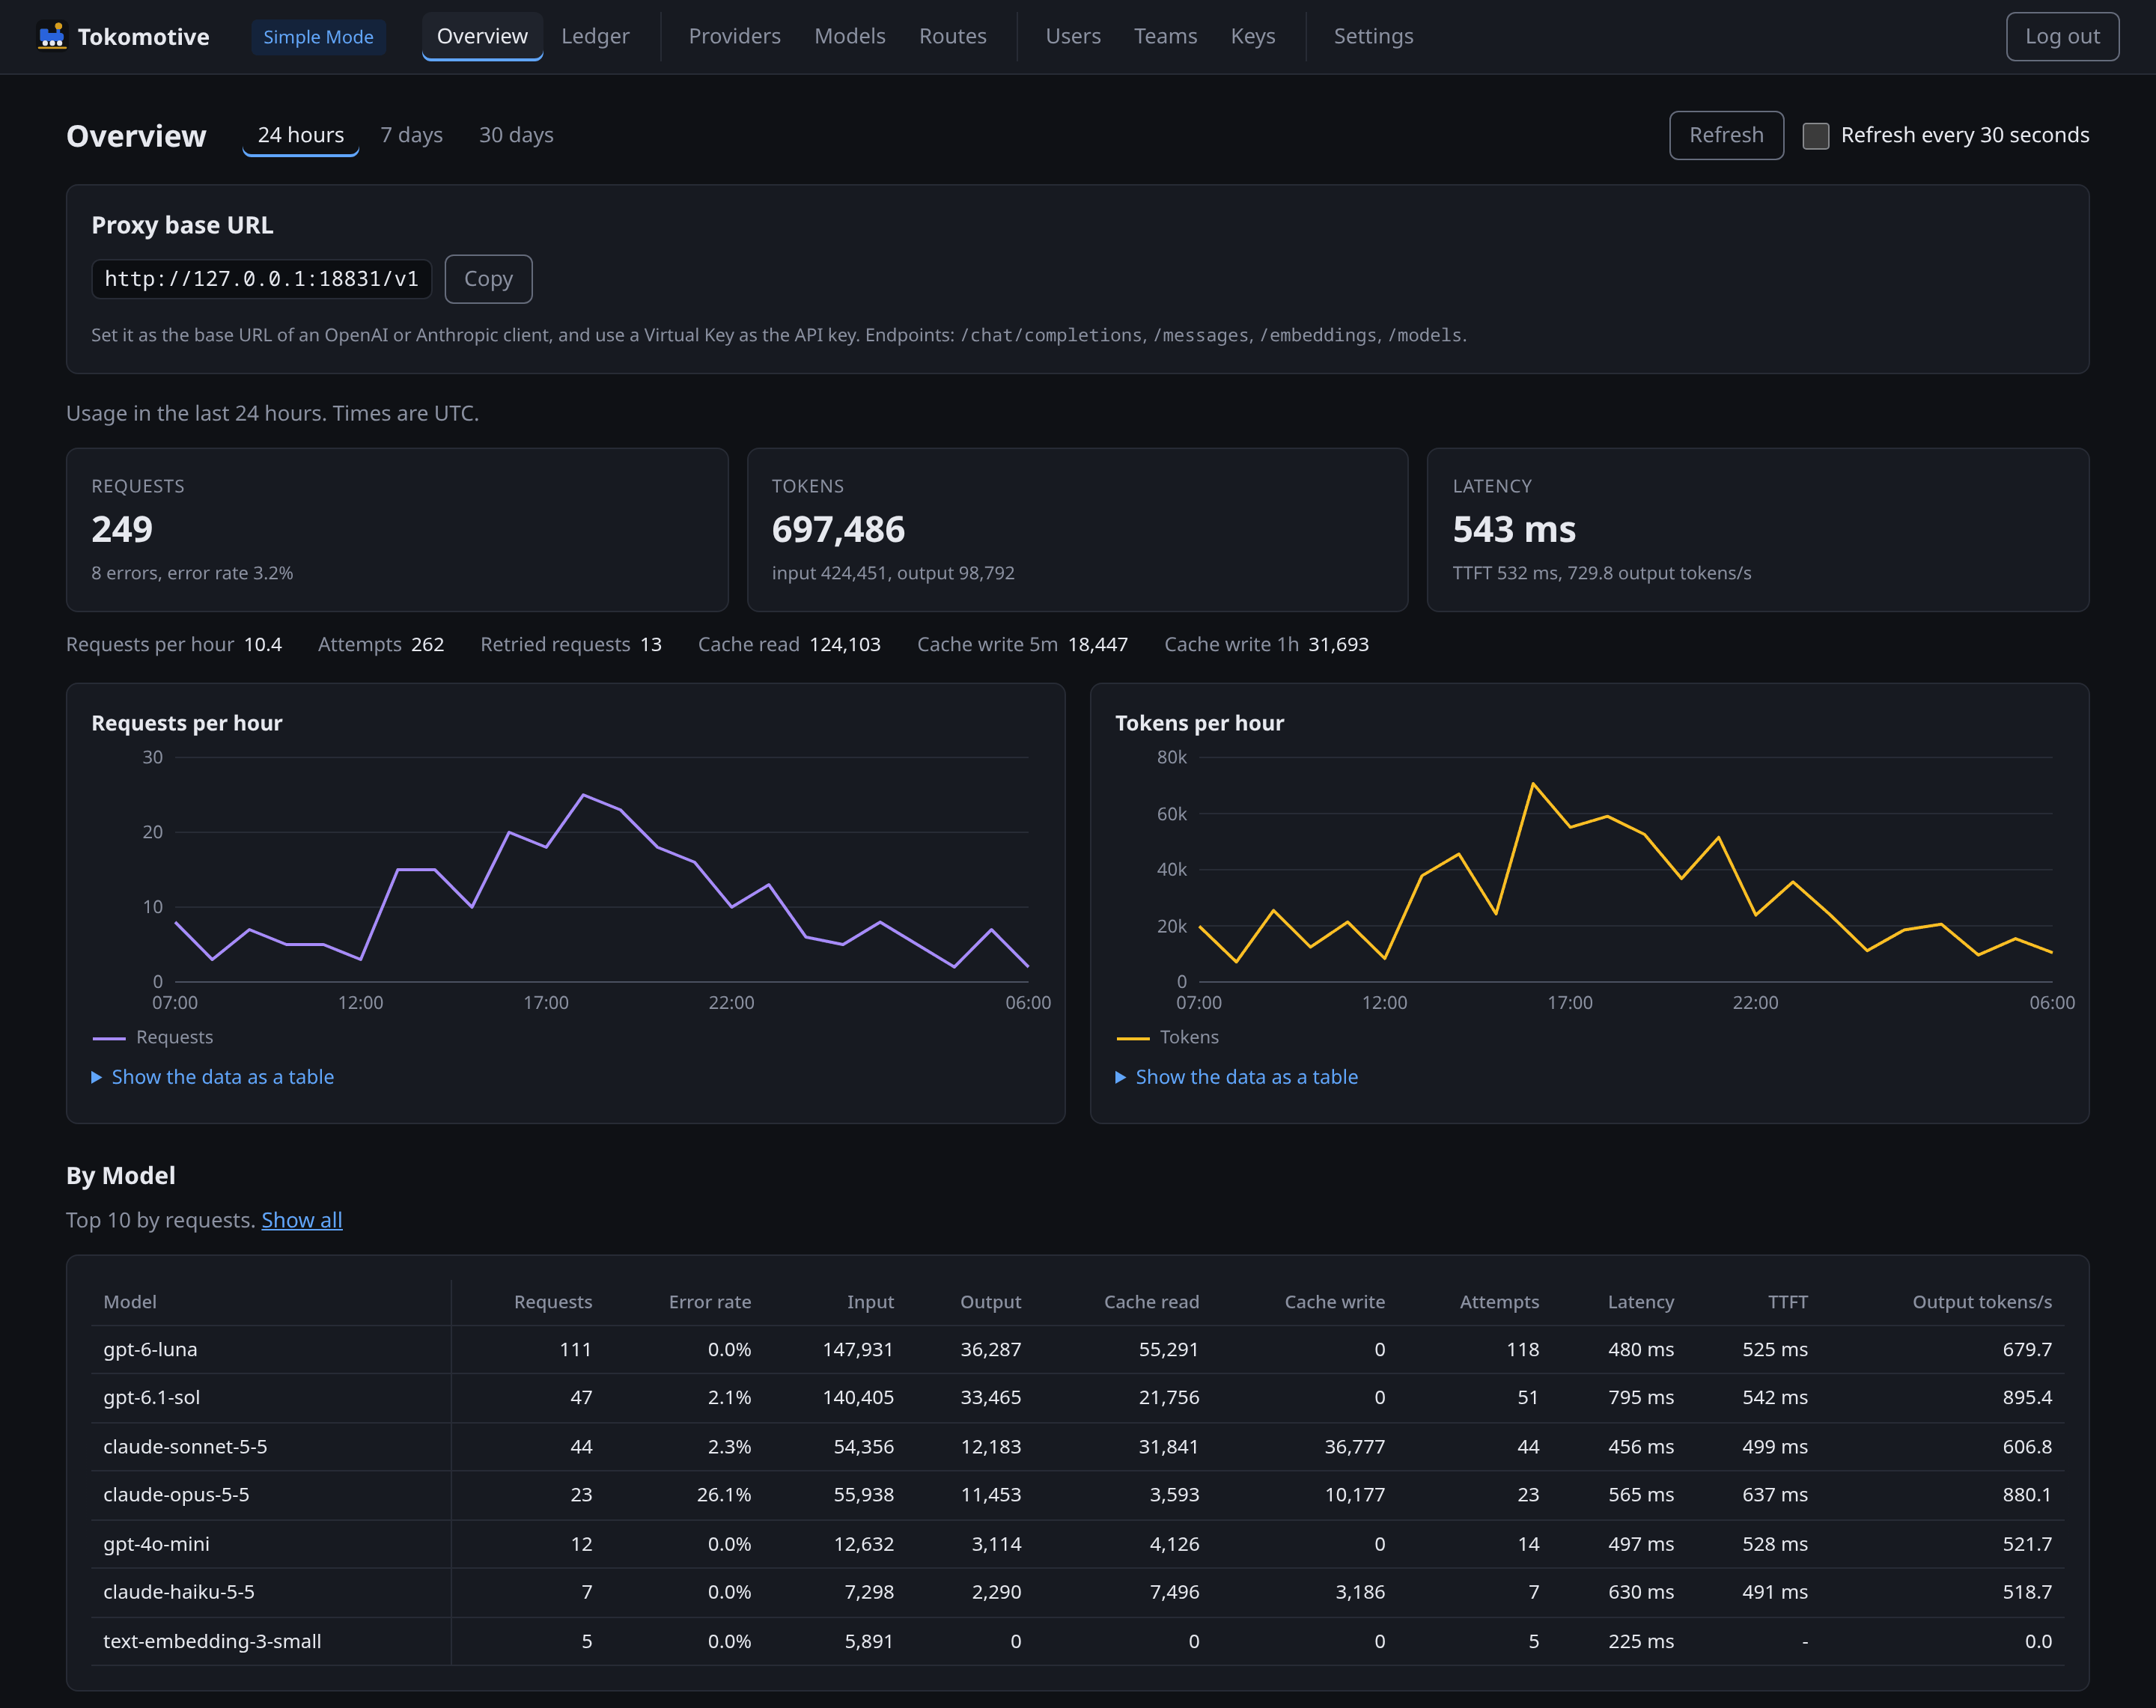 Tokomotive Simple Mode Overview Ledger Providers Models Routes Users Teams Keys Settings Log out
Overview 24 hours 7 days 30 days Refresh Refresh every 30 seconds
Proxy base URL
http://127.0.0.1:18831/v1 Copy
Set it as the base URL of an OpenAI or Anthropic client, and use a Virtual Key as the API key. Endpoints: /chat/completions, /messages, /embeddings, /models.
Usage in the last 24 hours. Times are UTC.
REQUESTS
249
8 errors, error rate 3.2%
TOKENS
697,486
input 424,451, output 98,792
LATENCY
543 ms
TTFT 532 ms, 729.8 output tokens/s
Requests per hour 10.4 Attempts 262 Retried requests 13 Cache read 124,103 Cache write 5m 18,447 Cache write 1h 31,693
Requests per hour
30
20
10
0
07:00 12:00 17:00 22:00 06:00
Requests
Show the data as a table
Tokens per hour
80k
60k
40k
20k
0
07:00 12:00 17:00 22:00 06:00
Tokens
Show the data as a table
By Model
Top 10 by requests. Show all
Model Requests Error rate Input Output Cache read Cache write Attempts Latency TTFT Output tokens/s
gpt-6-luna 111 0.0% 147,931 36,287 55,291 0 118 480 ms 525 ms 679.7
gpt-6.1-sol 47 2.1% 140,405 33,465 21,756 0 51 795 ms 542 ms 895.4
claude-sonnet-5-5 44 2.3% 54,356 12,183 31,841 36,777 44 456 ms 499 ms 606.8
claude-opus-5-5 23 26.1% 55,938 11,453 3,593 10,177 23 565 ms 637 ms 880.1
gpt-4o-mini 12 0.0% 12,632 3,114 4,126 0 14 497 ms 528 ms 521.7
claude-haiku-5-5 7 0.0% 7,298 2,290 7,496 3,186 7 630 ms 491 ms 518.7
text-embedding-3-small 5 0.0% 5,891 0 0 0 5 225 ms - 0.0